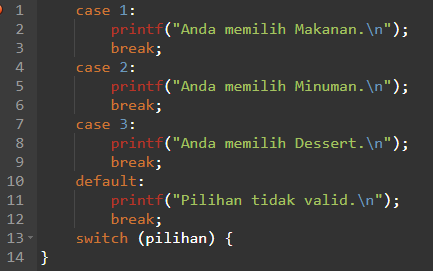 1 case 1:
2 printf("Anda memilih Makanan.\n");
3 break;
4 case 2:
5 printf("Anda memilih Minuman.\n");
6 break;
7 case 3:
8 printf("Anda memilih Dessert.\n");
9 break;
10 default:
11 printf("Pilihan tidak valid.\n");
12 break;
13 switch (pilihan) {
14 }